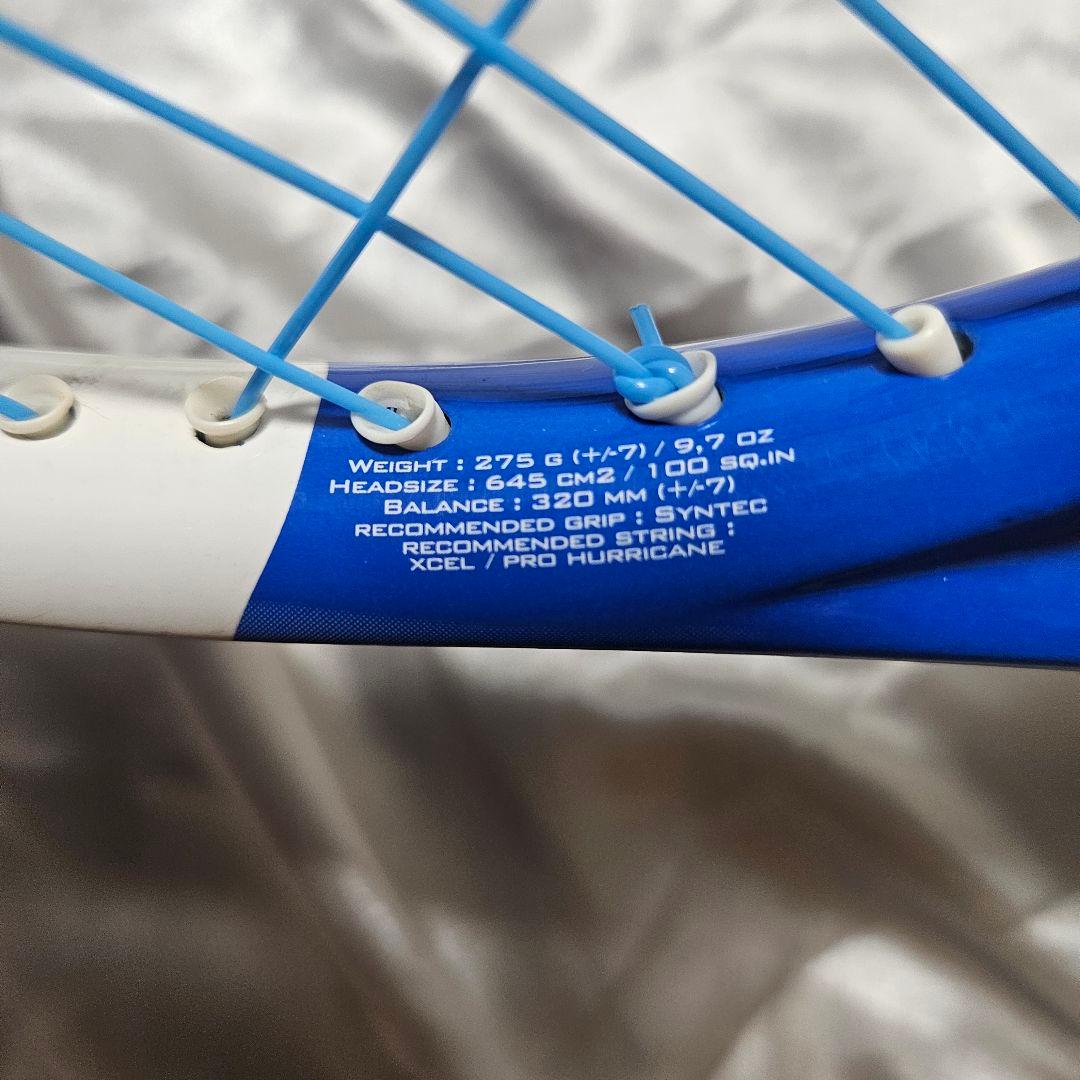 WEIGHT : 275 G (+/-7) / 9,7 OZ
HEADSIZE : 645 CM2 / 100 SQ.IN
BALANCE : 320 MM (+/-7)
RECOMMENDED GRIP : SYNTEC
RECOMMENDED STRING :
XCEL / PRO HURRICANE